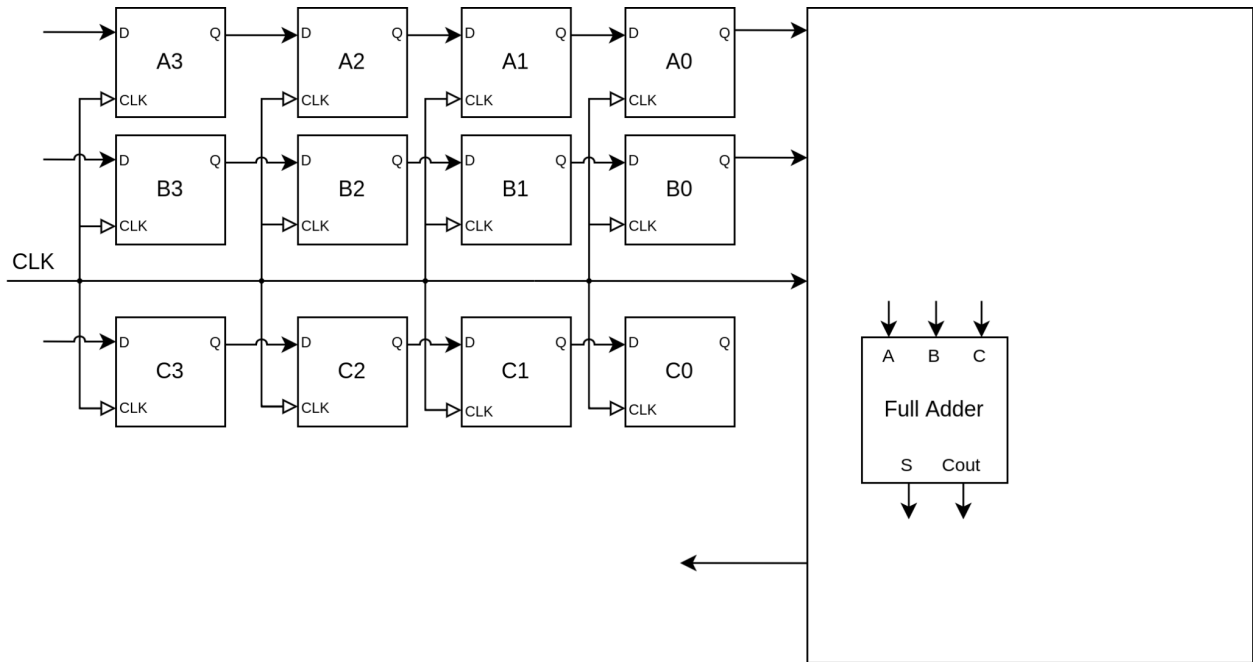 D Q D Q D Q D Q
A3 A2 A1 A0
CLK CLK CLK CLK
D Q D Q D Q D Q
B3 B2 B1 B0
CLK CLK CLK CLK
CLK
D Q D Q D Q D Q
C3 C2 C1 C0
CLK CLK CLK CLK
A B C
Full Adder
S Cout